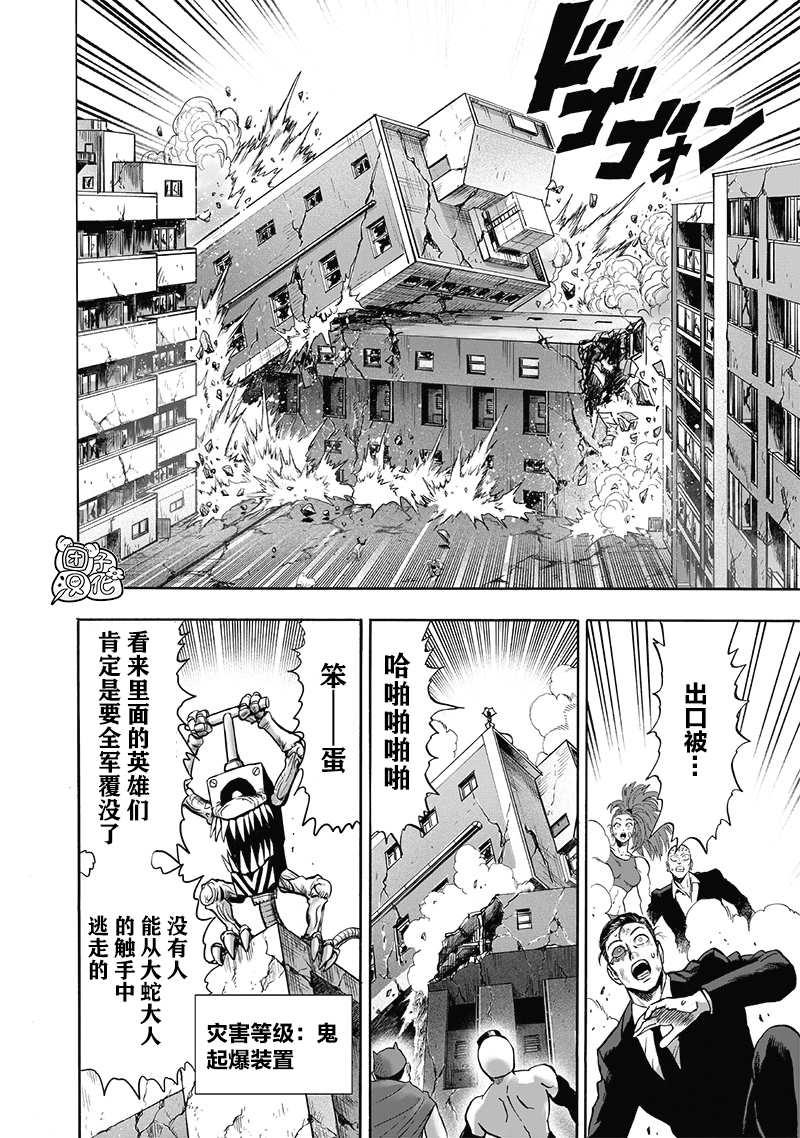 ドゴゴゴォン
出口被…
哈
啪
啪
啪
啪
笨
——
蛋
看来里面的英雄们
肯定是要全军覆没了
没有人
能从大蛇大人
的触手中
逃走的
灾害等级：鬼
起爆装置
团子
汉化